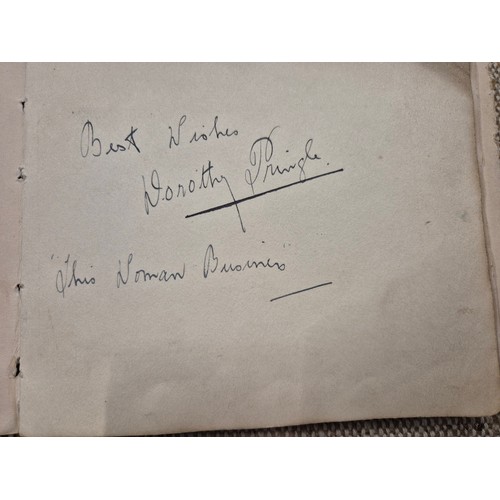 Best Wishes
Dorothy Pringle.
"This Woman Business"